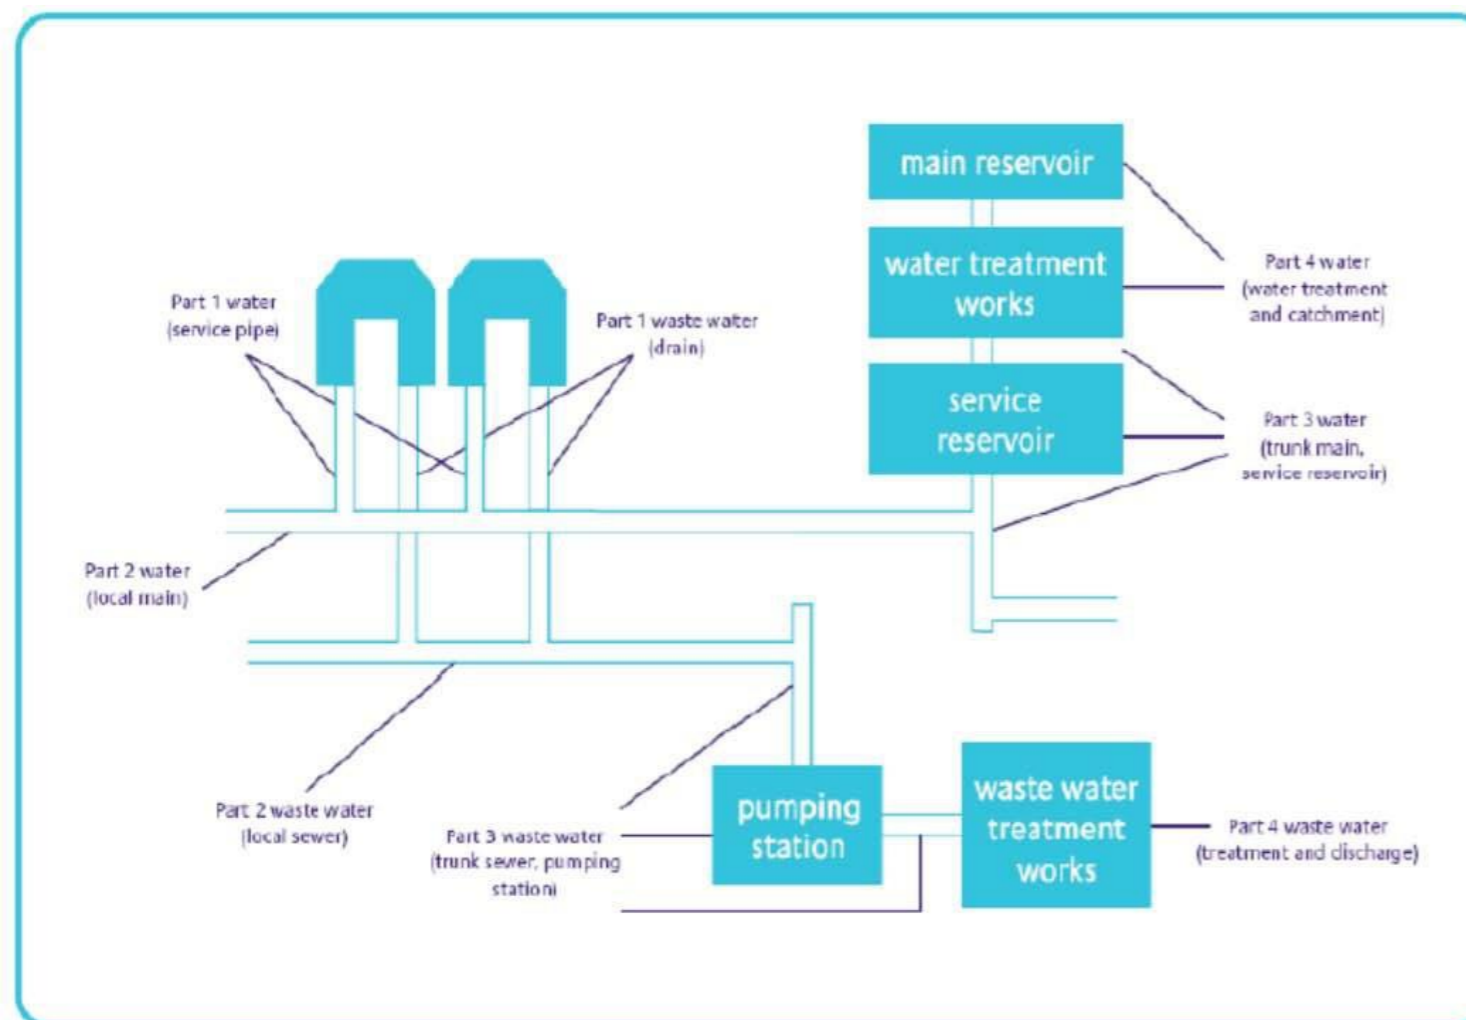 main reservoir
water treatment
works
Part 4 water
(water treatment
and catchment)
Part 1 water
(service pipe)
Part 1 waste water
(drain)
service
reservoir
Part 3 water
(trunk main,
service reservoir)
Part 2 water
(local main)
Part 2 waste water
(local sewer)
Part 3 waste water
(trunk sewer, pumping
station)
pumping
station
waste water
treatment
works
Part 4 waste water
(treatment and discharge)